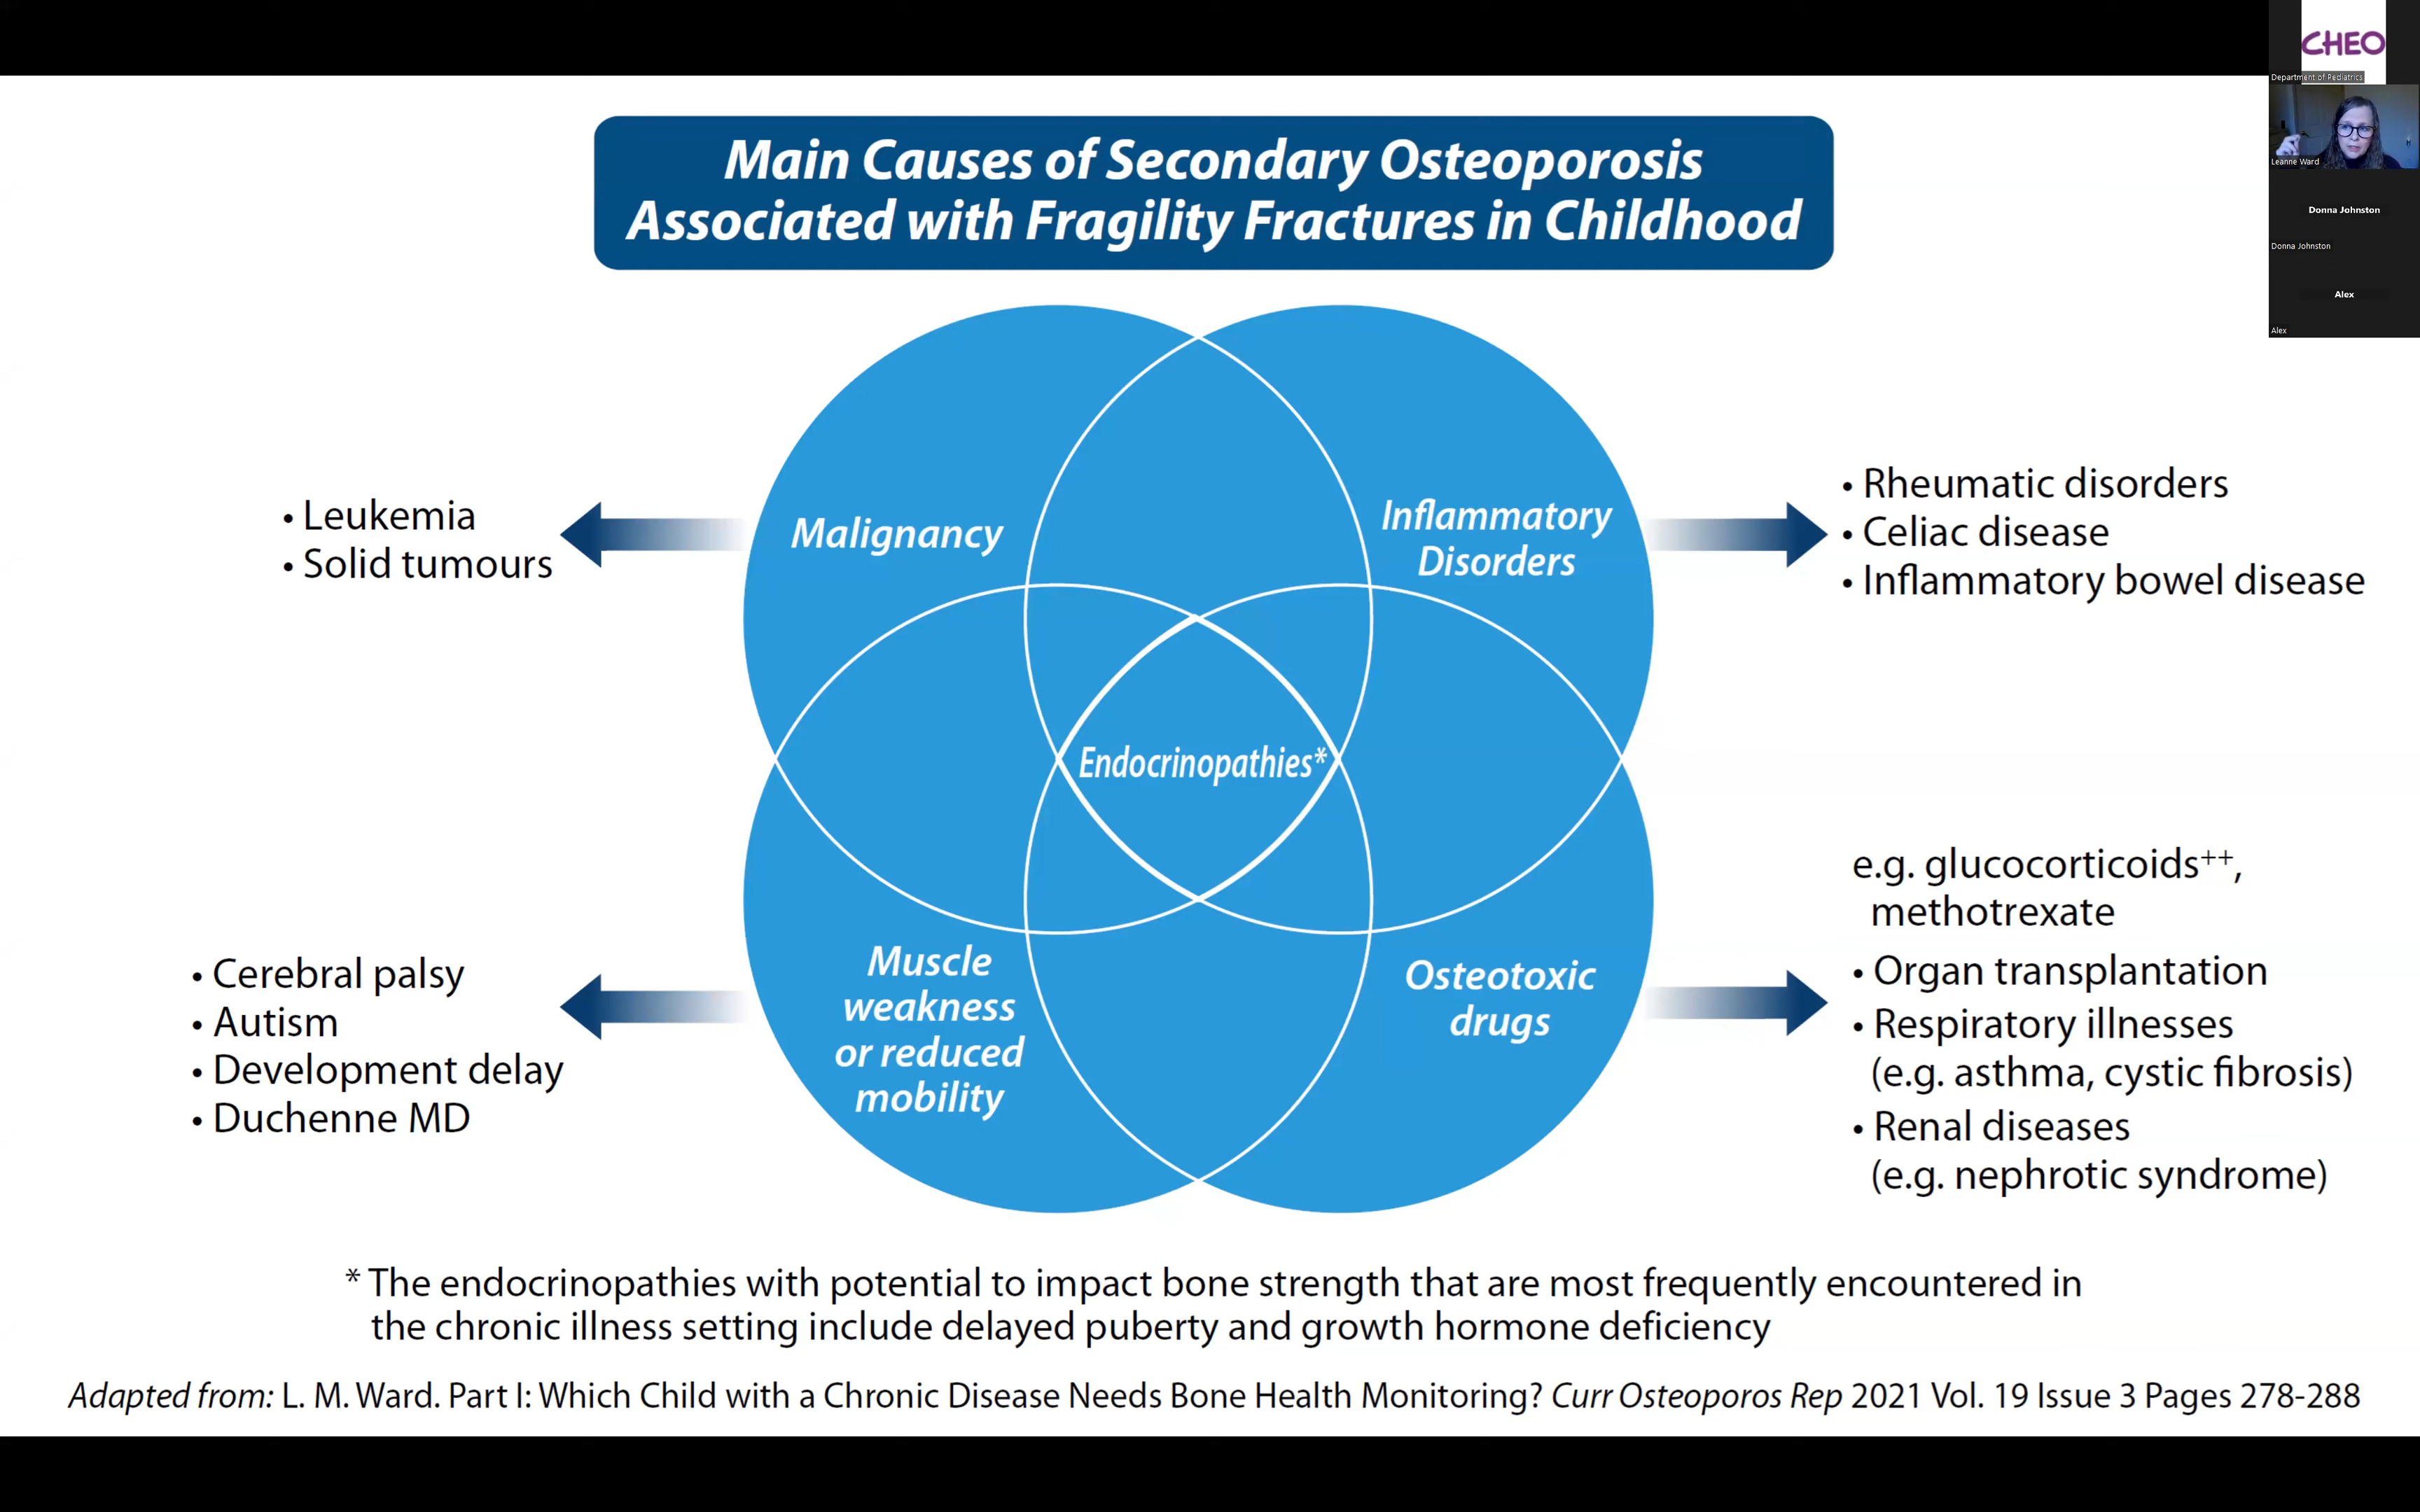 Main Causes of Secondary Osteoporosis
Associated with Fragility Fractures in Childhood
CHEO
Department of Pediatrics
Leanne Ward
Donna Johnston
Donna Johnston
Alex
Alex
• Leukemia
• Solid tumours
Malignancy
Inflammatory
Disorders
• Rheumatic disorders
• Celiac disease
• Inflammatory bowel disease
Endocrinopathies*
• Cerebral palsy
• Autism
• Development delay
• Duchenne MD
Muscle
weakness
or reduced
mobility
Osteotoxic
drugs
e.g. glucocorticoids⁺⁺,
methotrexate
• Organ transplantation
• Respiratory illnesses
(e.g. asthma, cystic fibrosis)
• Renal diseases
(e.g. nephrotic syndrome)
* The endocrinopathies with potential to impact bone strength that are most frequently encountered in
the chronic illness setting include delayed puberty and growth hormone deficiency
Adapted from: L. M. Ward. Part I: Which Child with a Chronic Disease Needs Bone Health Monitoring? Curr Osteoporos Rep 2021 Vol. 19 Issue 3 Pages 278-288